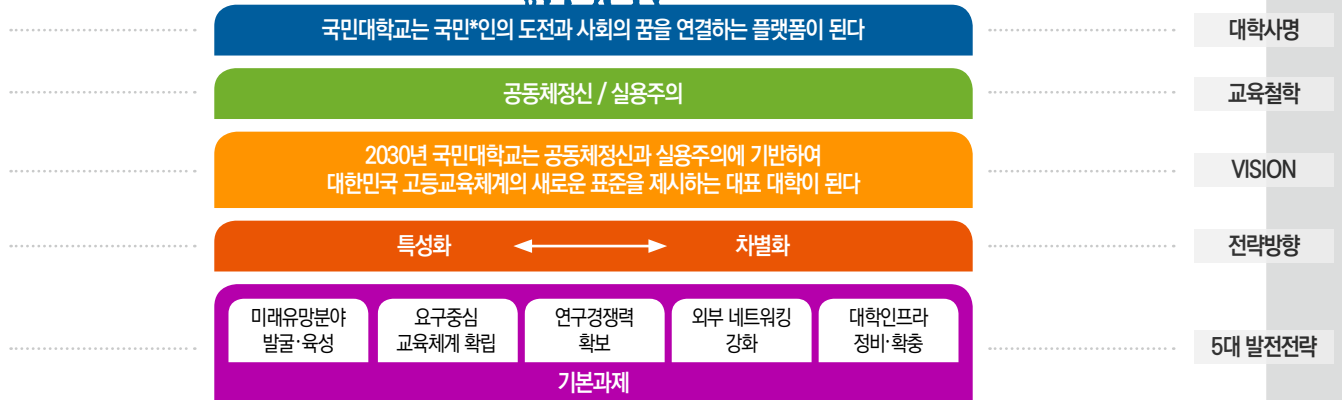 국민대학교는 국민*인의 도전과 사회의 꿈을 연결하는 플랫폼이 된다
대학사명
공동체정신 / 실용주의
교육철학
2030년 국민대학교는 공동체정신과 실용주의에 기반하여
대한민국 고등교육체계의 새로운 표준을 제시하는 대표 대학이 된다
VISION
특성화
차별화
전략방향
미래유망분야
발굴·육성
요구중심
교육체계 확립
연구경쟁력
확보
외부 네트워킹
강화
대학인프라
정비·확충
5대 발전전략
기본과제